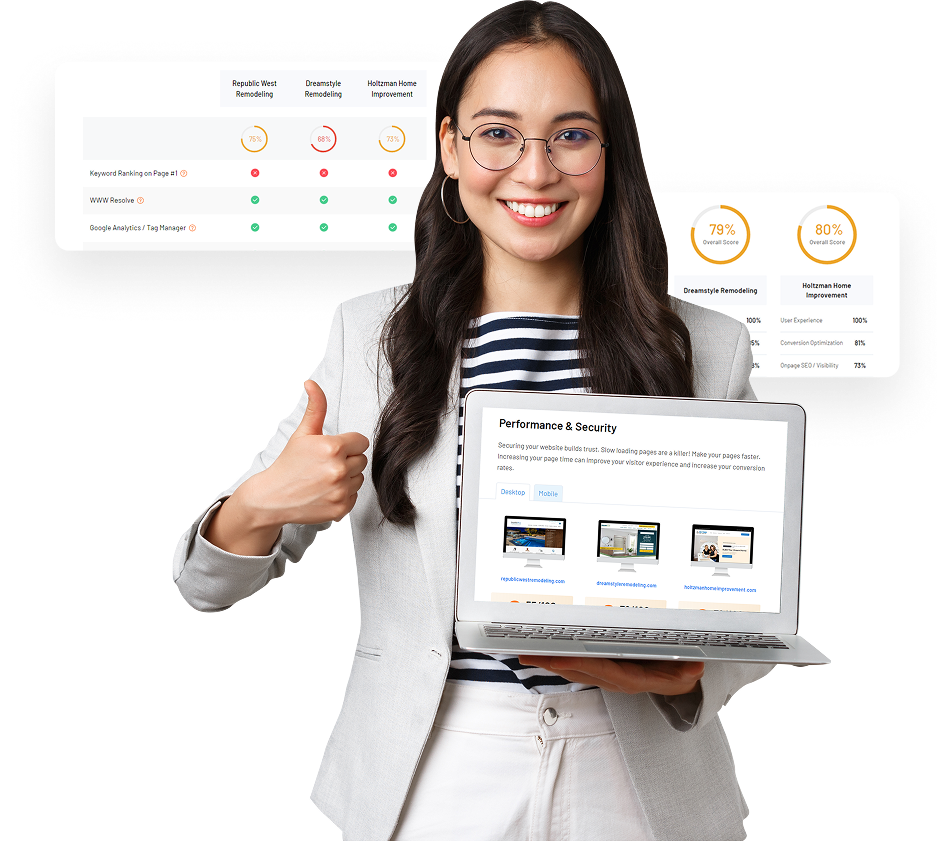 Republic West
Remodeling
Dreamstyle
Remodeling
Holtzman Home
Improvement
75%
68%
73%
Keyword Ranking on Page #1
WWW Resolve
Google Analytics / Tag Manager
79%
Overall Score
80%
Overall Score
Dreamstyle Remodeling
Holtzman Home
Improvement
100%
User Experience 100%
Conversion Optimization 81%
Onpage SEO / Visibility 73%
Performance & Security
Securing your website builds trust. Slow loading pages are a killer! Make your pages faster.
Increasing your page time can improve your visitor experience and increase your conversion
rates.
Desktop
Mobile
republicwestremodeling.com
dreamstyleremodeling.com
holtzmanhomeimprovement.com